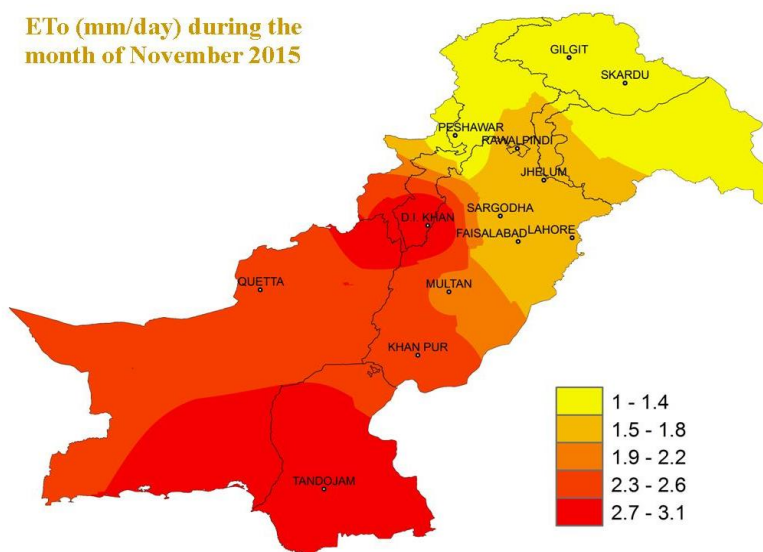 ETo (mm/day) during the
month of November 2015
GILGIT
SKARDU
PESHAWAR
RAWALPINDI
JHELUM
SARGODHA
D.I. KHAN
FAISALABAD
LAHORE
QUETTA
MULTAN
KHAN PUR
TANDOJAM
1 - 1.4
1.5 - 1.8
1.9 - 2.2
2.3 - 2.6
2.7 - 3.1